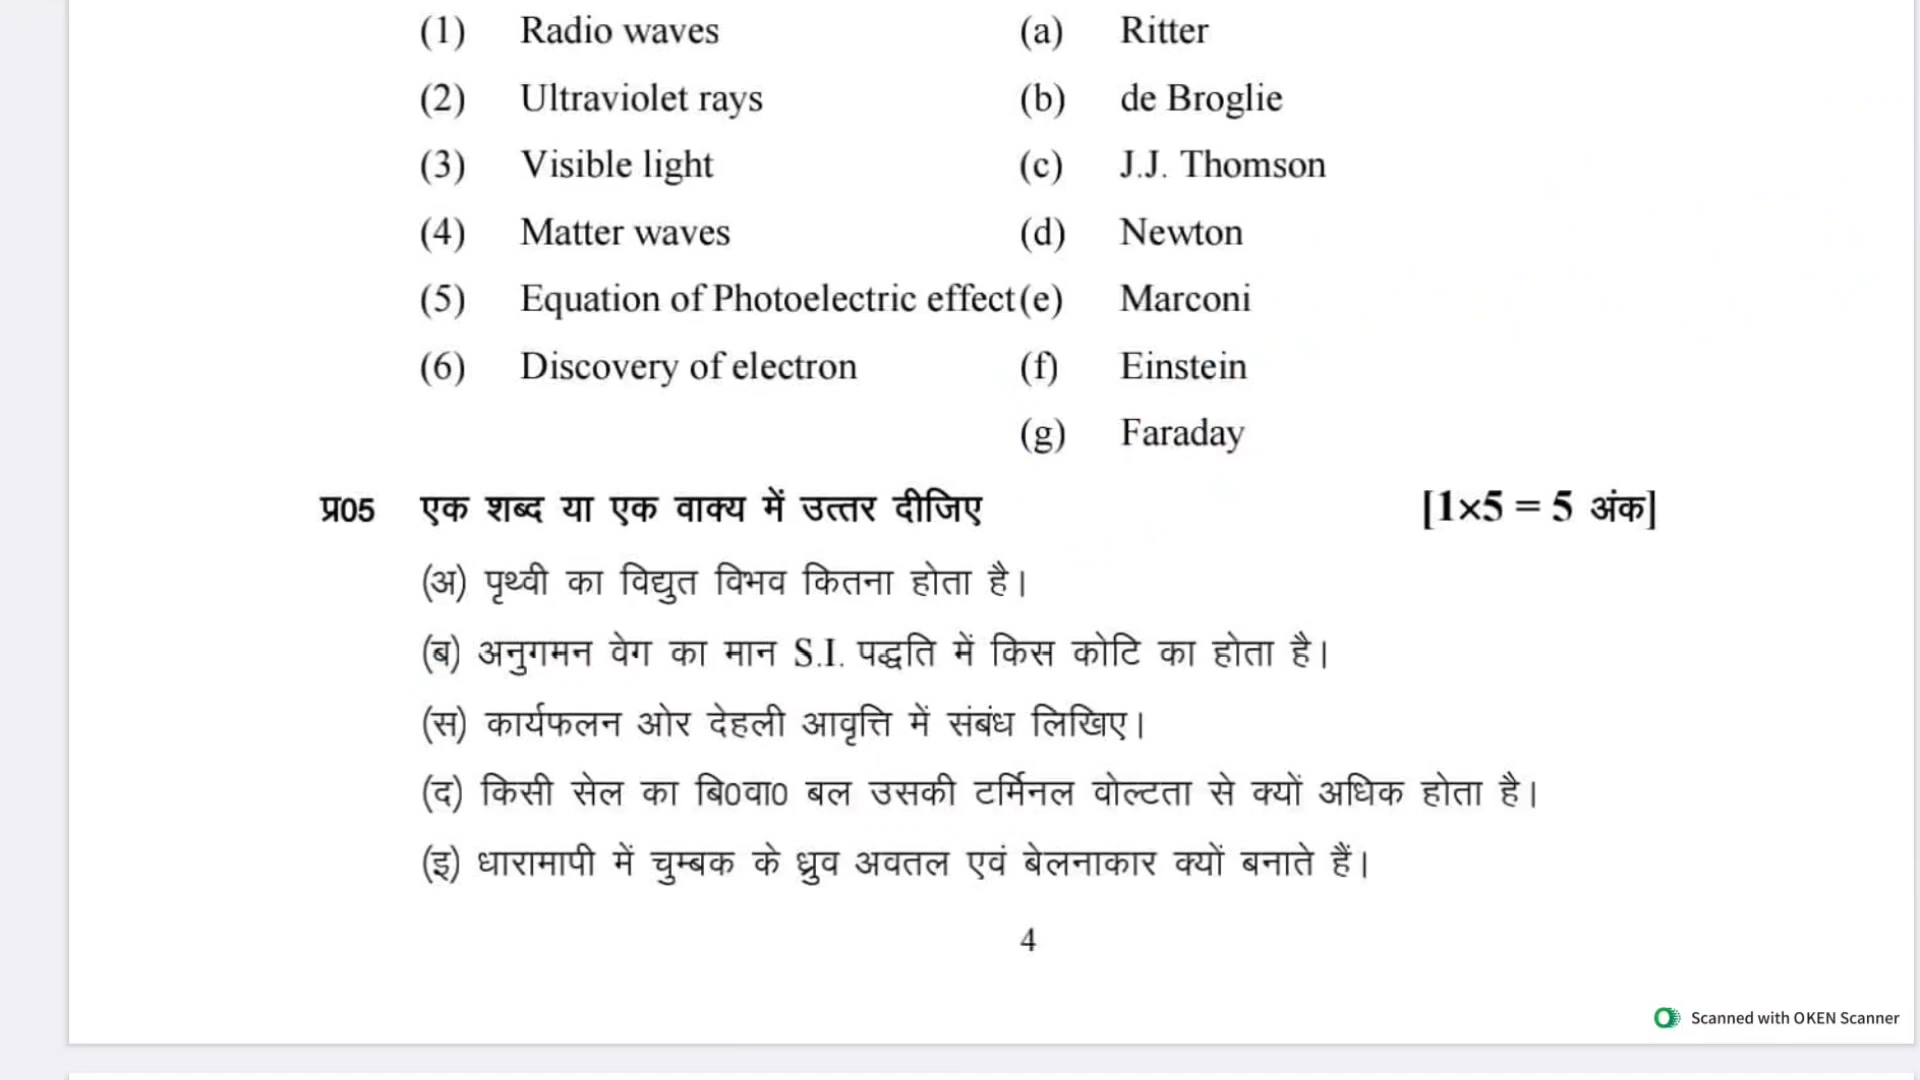 (1) Radio waves (a) Ritter
(2) Ultraviolet rays (b) de Broglie
(3) Visible light (c) J.J. Thomson
(4) Matter waves (d) Newton
(5) Equation of Photoelectric effect (e) Marconi
(6) Discovery of electron (f) Einstein
(g) Faraday
प्र05 एक शब्द या एक वाक्य में उत्तर दीजिए [1×5 = 5 अंक]
(अ) पृथ्वी का विद्युत विभव कितना होता है।
(ब) अनुगमन वेग का मान S.I. पद्धति में किस कोटि का होता है।
(स) कार्यफलन ओर देहली आवृत्ति में संबंध लिखिए।
(द) किसी सेल का बि0वा0 बल उसकी टर्मिनल वोल्टता से क्यों अधिक होता है।
(इ) धारामापी में चुम्बक के ध्रुव अवतल एवं बेलनाकार क्यों बनाते हैं।
4
Scanned with OKEN Scanner